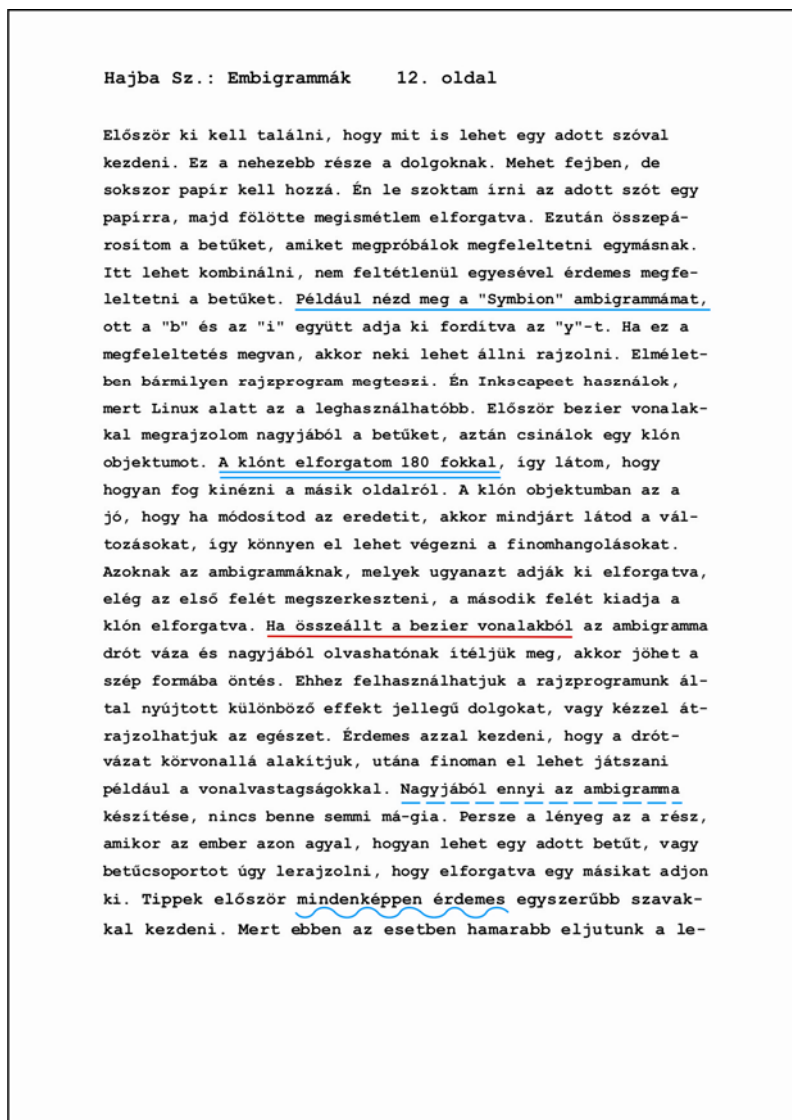 Hajba Sz.: Embigrammák 12. oldal
Először ki kell találni, hogy mit is lehet egy adott szóval
kezdeni. Ez a nehezebb része a dolgoknak. Mehet fejben, de
sokszor papír kell hozzá. Én le szoktam írni az adott szót egy
papírra, majd fölötte megismétlem elforgatva. Ezután összepá-
rosítom a betűket, amiket megpróbálok megfeleltetni egymásnak.
Itt lehet kombinálni, nem feltétlenül egyesével érdemes megfe-
leltetni a betűket. Például nézd meg a "Symbion" ambigrammámat,
ott a "b" és az "i" együtt adja ki fordítva az "y"-t. Ha ez a
megfeleltetés megvan, akkor neki lehet állni rajzolni. Elmélet-
ben bármilyen rajzprogram megteszi. Én Inkscapeet használok,
mert Linux alatt az a leghasználhatóbb. Először bezier vonalak-
kal megrajzolom nagyjából a betűket, aztán csinálok egy klón
objektumot. A klónt elforgatom 180 fokkal, így látom, hogy
hogyan fog kinézni a másik oldalról. A klón objektumban az a
jó, hogy ha módosítod az eredetit, akkor mindjárt látod a vál-
tozásokat, így könnyen el lehet végezni a finomhangolásokat.
Azoknak az ambigrammáknak, melyek ugyanazt adják ki elforgatva,
elég az első felét megszerkeszteni, a második felét kiadja a
klón elforgatva. Ha összeállt a bezier vonalakból az ambigramma
drót váza és nagyjából olvashatónak ítéljük meg, akkor jöhet a
szép formába öntés. Ehhez felhasználhatjuk a rajzprogramunk ál-
tal nyújtott különböző effekt jellegű dolgokat, vagy kézzel át-
rajzolhatjuk az egészet. Érdemes azzal kezdeni, hogy a drót-
vázat körvonallá alakítjuk, utána finoman el lehet játszani
például a vonalvastagságokkal. Nagyjából ennyi az ambigramma
készítése, nincs benne semmi má-gia. Persze a lényeg az a rész,
amikor az ember azon agyal, hogyan lehet egy adott betűt, vagy
betűcsoportot úgy lerajzolni, hogy elforgatva egy másikat adjon
ki. Tippek először mindenképpen érdemes egyszerűbb szavak-
kal kezdeni. Mert ebben az esetben hamarabb eljutunk a le-